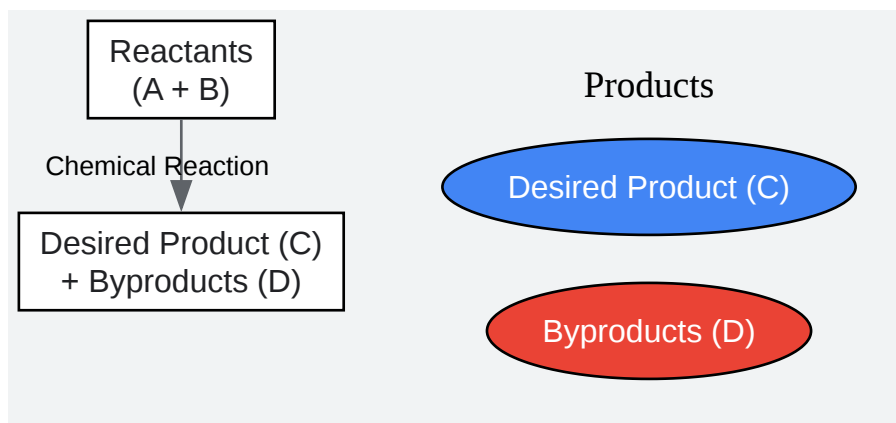 Reactants
(A + B)
Chemical Reaction
Desired Product (C)
+ Byproducts (D)
Products
Desired Product (C)
Byproducts (D)